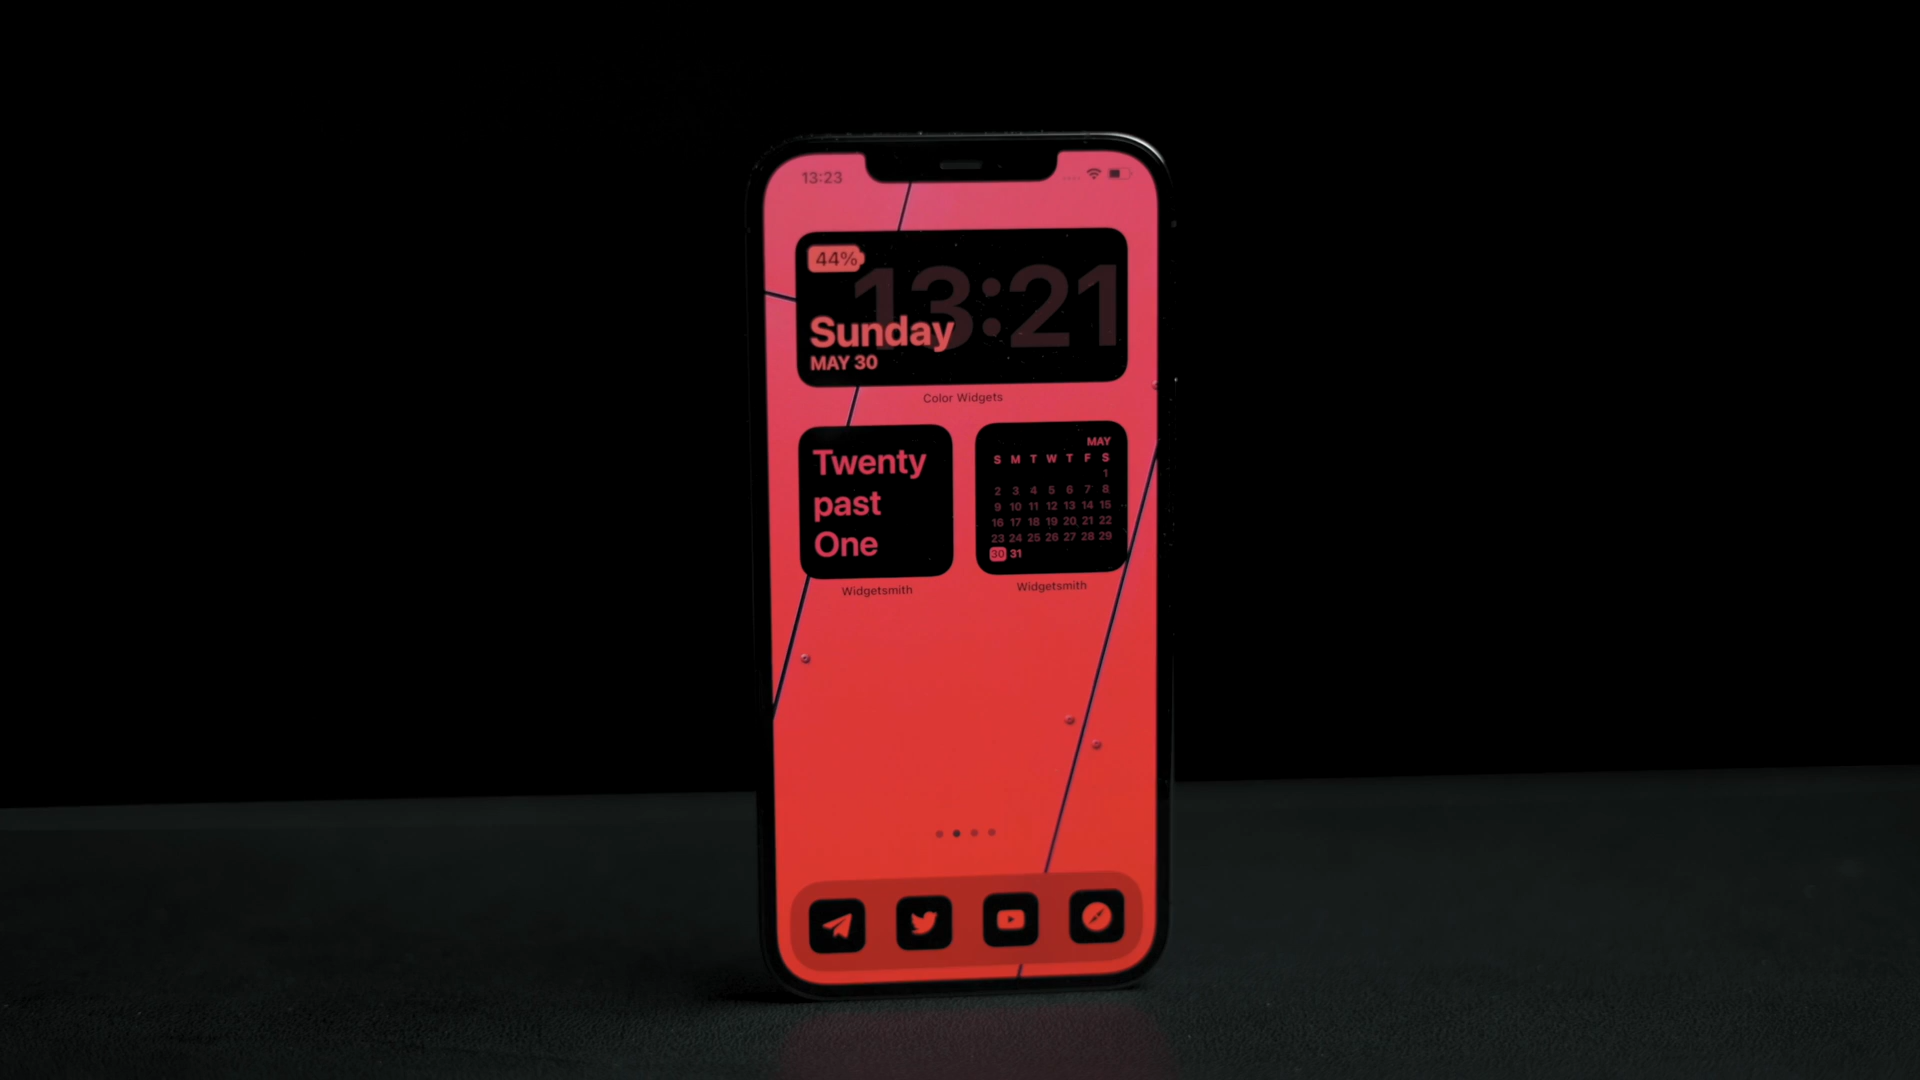 13:23
44%
13:21
Sunday
MAY 30
Color Widgets
Twenty
past
One
Widgetsmith
MAY
S M T W T F S
1
2 3 4 5 6 7 8
9 10 11 12 13 14 15
16 17 18 19 20 21 22
23 24 25 26 27 28 29
30 31
Widgetsmith